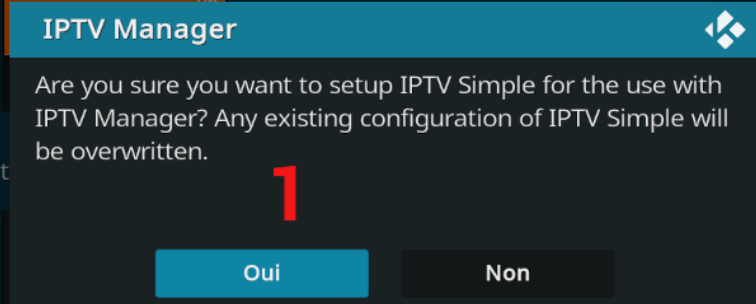 IPTV Manager
Are you sure you want to setup IPTV Simple for the use with
IPTV Manager? Any existing configuration of IPTV Simple will
be overwritten.
1
Oui Non